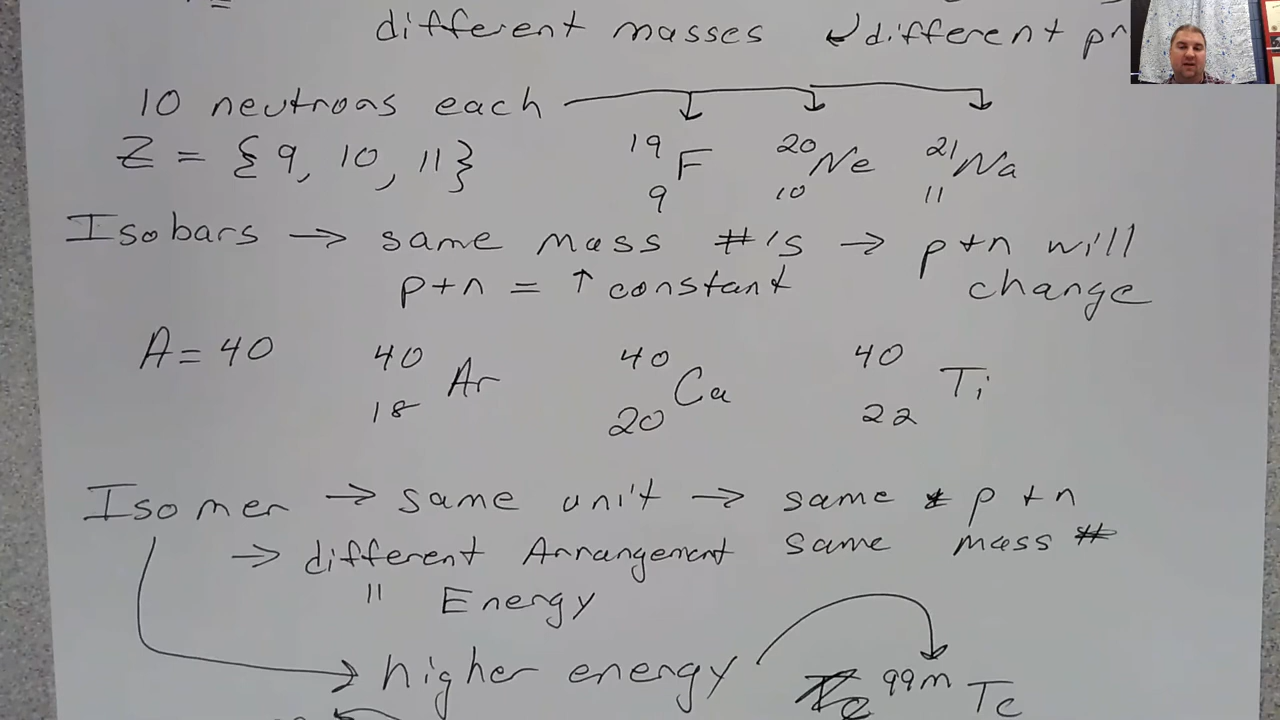 different masses different
10 neutrons each
Z = {9, 10, 11} 19 9 F 20 10 Ne 21 11 Na
Isobars → same mass #'s → p + n will
p + n = ↑ constant change
A = 40 40 18 Ar 40 20 Ca 40 22 Ti
Isomer → same unit → same p + n
→ different Arrangement same mass #
" Energy
higher energy 99m Tc